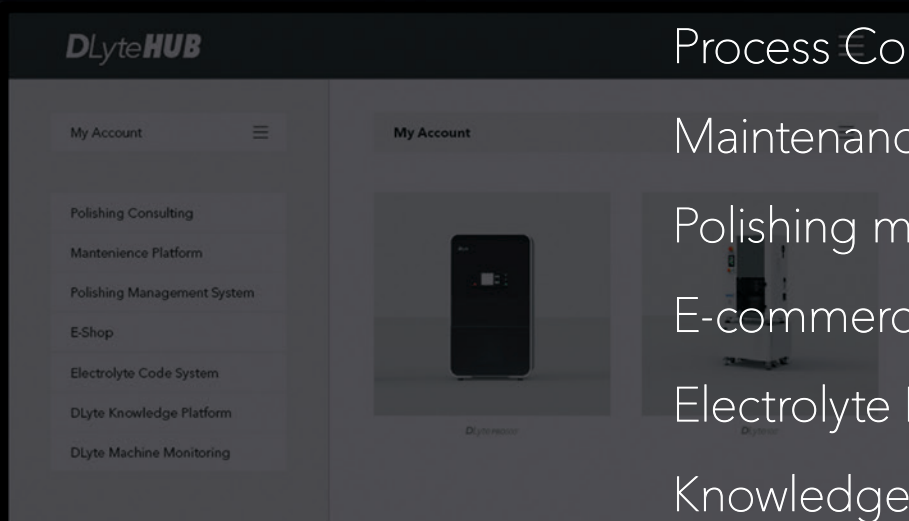 DLyteHUB
My Account
Polishing Consulting
Mantenience Platform
Polishing Management System
E-Shop
Electrolyte Code System
DLyte Knowledge Platform
DLyte Machine Monitoring
My Account
Process Co
Maintenanc
Polishing m
E-commerc
Electrolyte
Knowledge